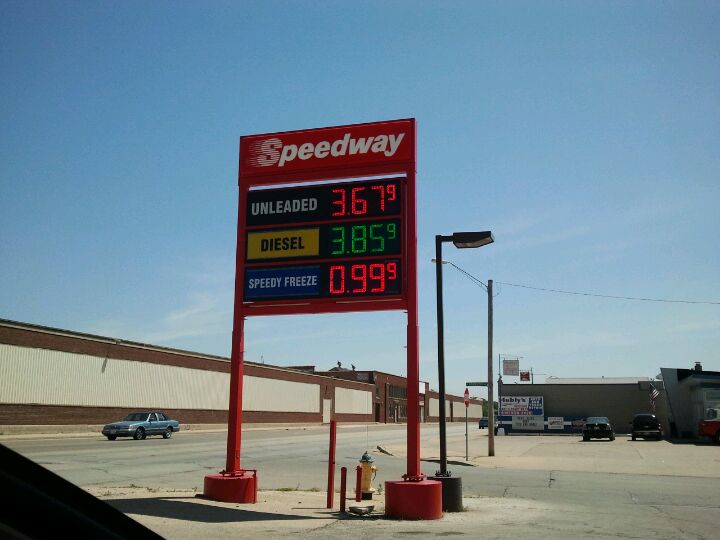 Speedway
UNLEADED 3.67 9
DIESEL 3.85 9
SPEEDY FREEZE 0.99 9